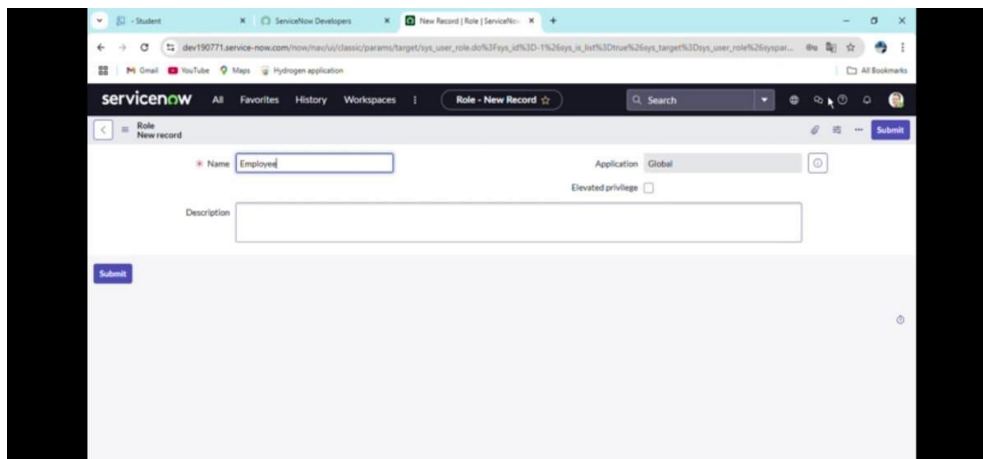 - Student
ServiceNow Developers
New Record | Role | ServiceNo
dev190771.service-now.com/now/nav/ui/classic/params/target/sys_user_role.do%3Fsys_id%3D-1%26sys_is_list%3Dtrue%26sys_target%3Dsys_user_role%26syspar...
Gmail
YouTube
Maps
Hydrogen application
All Bookmarks
servicenow
All
Favorites
History
Workspaces
Role - New Record
Search
Role
New record
Submit
* Name
Employee
Application
Global
Elevated privilege
Description
Submit